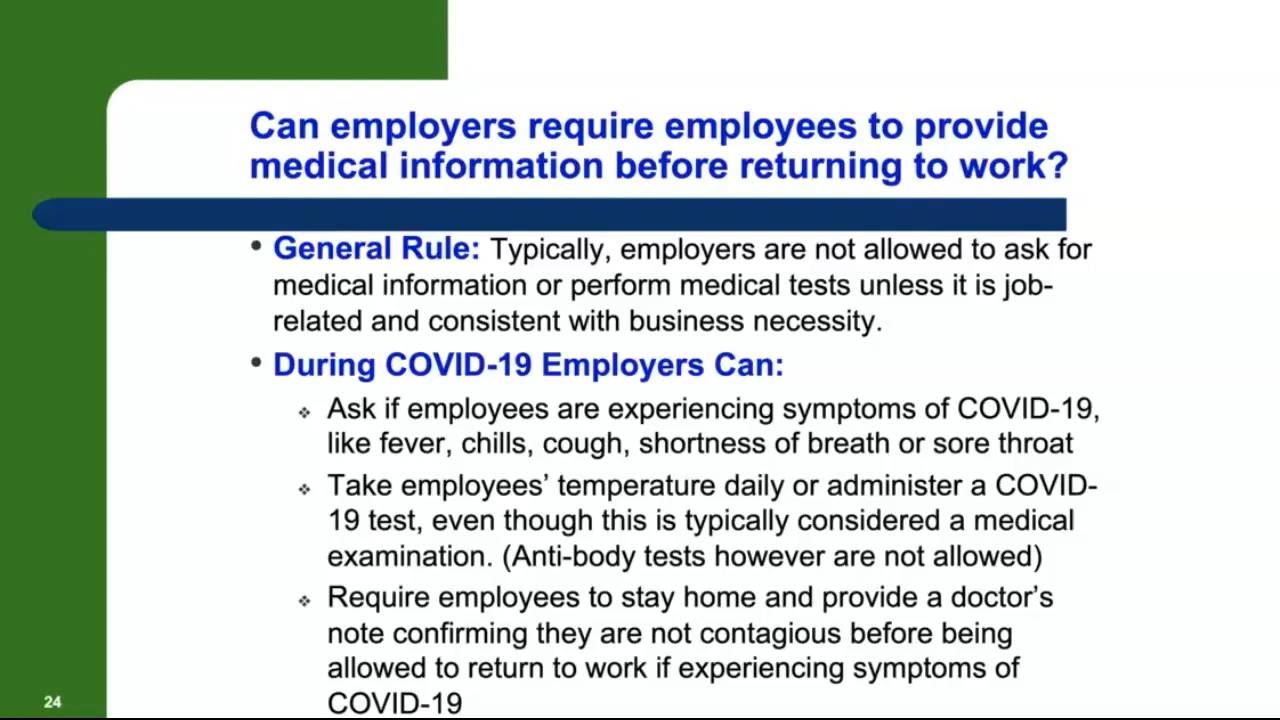 Can employers require employees to provide
medical information before returning to work?
• General Rule: Typically, employers are not allowed to ask for
medical information or perform medical tests unless it is job-
related and consistent with business necessity.
• During COVID-19 Employers Can:
❖ Ask if employees are experiencing symptoms of COVID-19,
like fever, chills, cough, shortness of breath or sore throat
❖ Take employees’ temperature daily or administer a COVID-
19 test, even though this is typically considered a medical
examination. (Anti-body tests however are not allowed)
❖ Require employees to stay home and provide a doctor’s
note confirming they are not contagious before being
allowed to return to work if experiencing symptoms of
COVID-19
24